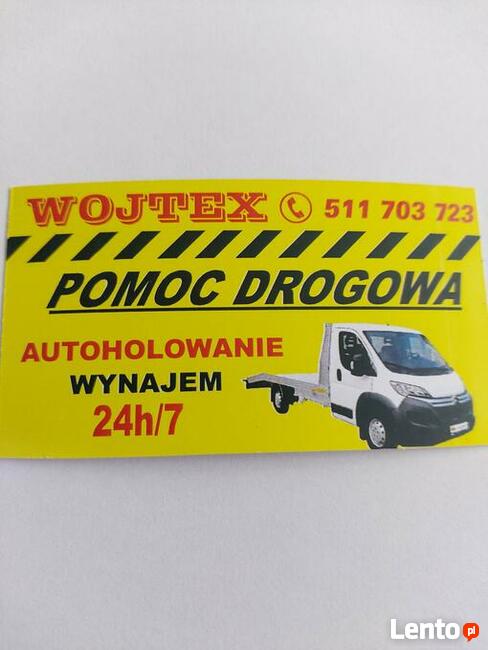 WOJTEX 511 703 723
POMOC DROGOWA
AUTOHOLOWANIE
WYNAJEM
24h/7
Lento.pl